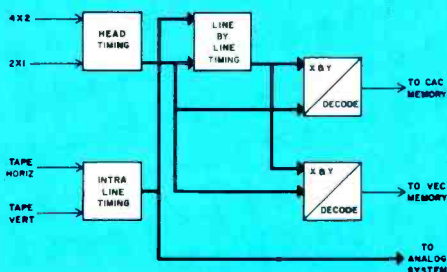 4X2
2X1
HEAD
TIMING
LINE
BY
LINE
TIMING
X & Y
DECODE
TO CAC
MEMORY
TAPE
HORIZ
TAPE
VERT
INTRA
LINE
TIMING
X & Y
DECODE
TO VEC
MEMORY
TO
ANALOG
SYSTEM